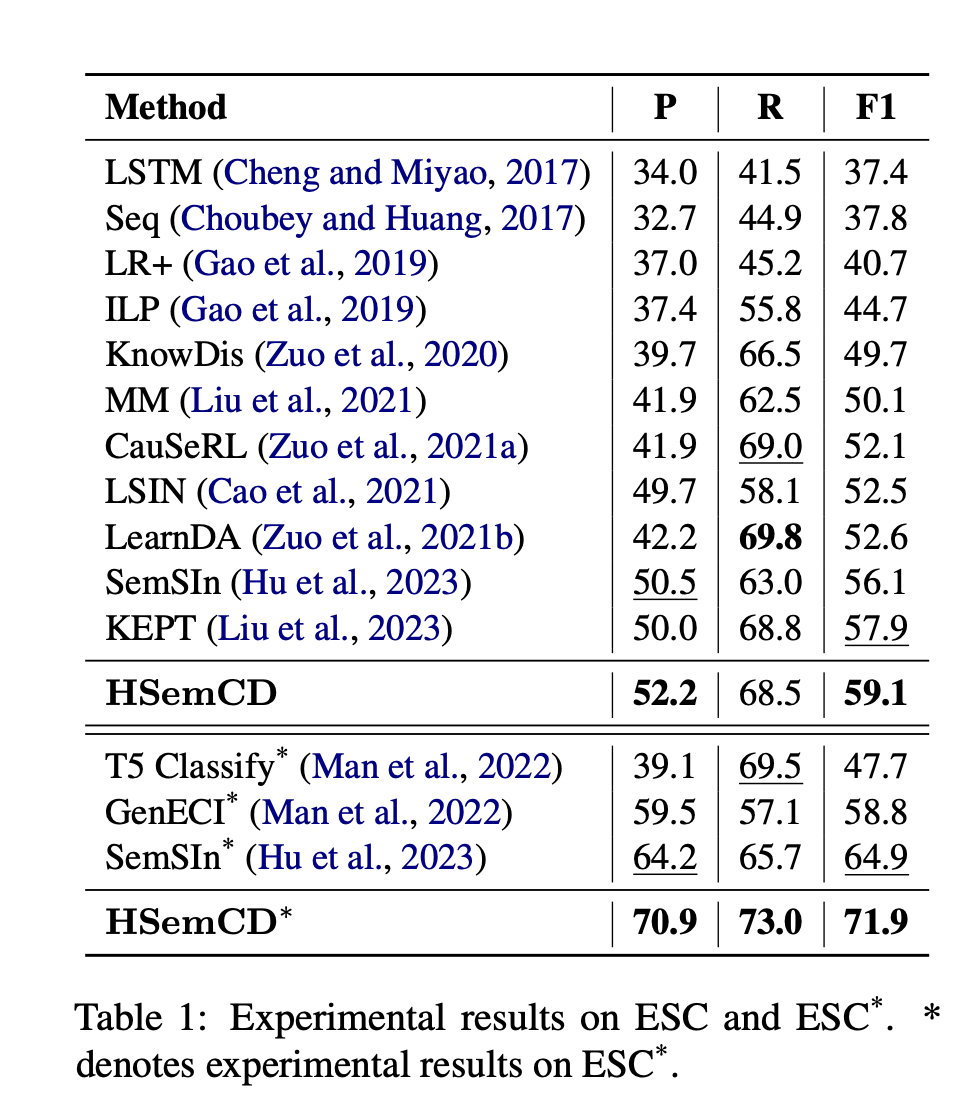 Method P R F1
LSTM (Cheng and Miyao, 2017) 34.0 41.5 37.4
Seq (Choubey and Huang, 2017) 32.7 44.9 37.8
LR+ (Gao et al., 2019) 37.0 45.2 40.7
ILP (Gao et al., 2019) 37.4 55.8 44.7
KnowDis (Zuo et al., 2020) 39.7 66.5 49.7
MM (Liu et al., 2021) 41.9 62.5 50.1
CauSeRL (Zuo et al., 2021a) 41.9 69.0 52.1
LSIN (Cao et al., 2021) 49.7 58.1 52.5
LearnDA (Zuo et al., 2021b) 42.2 69.8 52.6
SemSIn (Hu et al., 2023) 50.5 63.0 56.1
KEPT (Liu et al., 2023) 50.0 68.8 57.9
HSemCD 52.2 68.5 59.1
T5 Classify* (Man et al., 2022) 39.1 69.5 47.7
GenECI* (Man et al., 2022) 59.5 57.1 58.8
SemSIn* (Hu et al., 2023) 64.2 65.7 64.9
HSemCD* 70.9 73.0 71.9
Table 1: Experimental results on ESC and ESC*. *
denotes experimental results on ESC*.